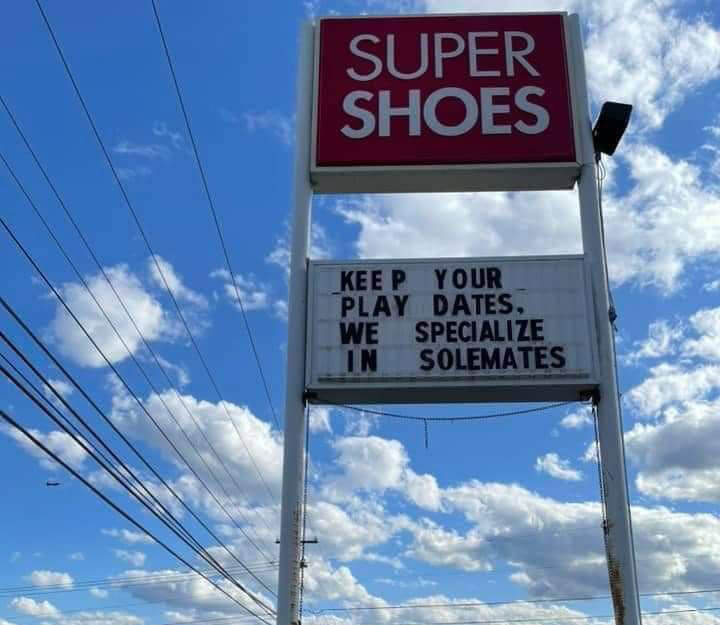 SUPER
SHOES
KEEP YOUR
PLAY DATES,
WE SPECIALIZE
IN SOLEMATES